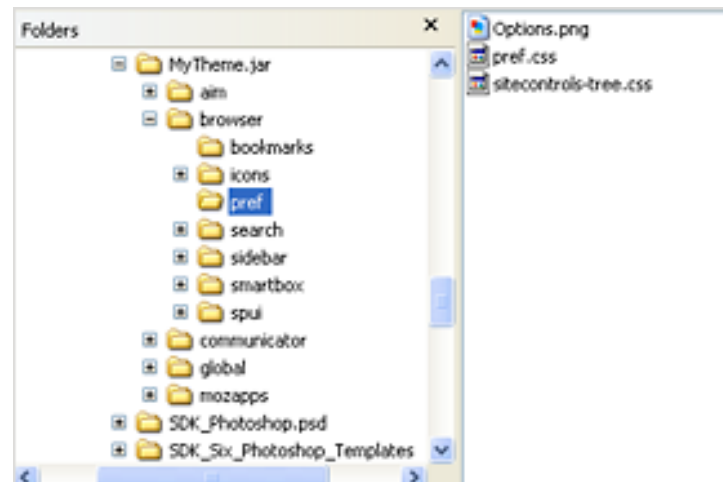 Folders
MyTheme.jar
aim
browser
bookmarks
icons
pref
search
sidebar
smartbox
spui
communicator
global
mozapps
SDK_Photoshop.psd
SDK_Six_Photoshop_Templates
Options.png
pref.css
sitecontrols-tree.css